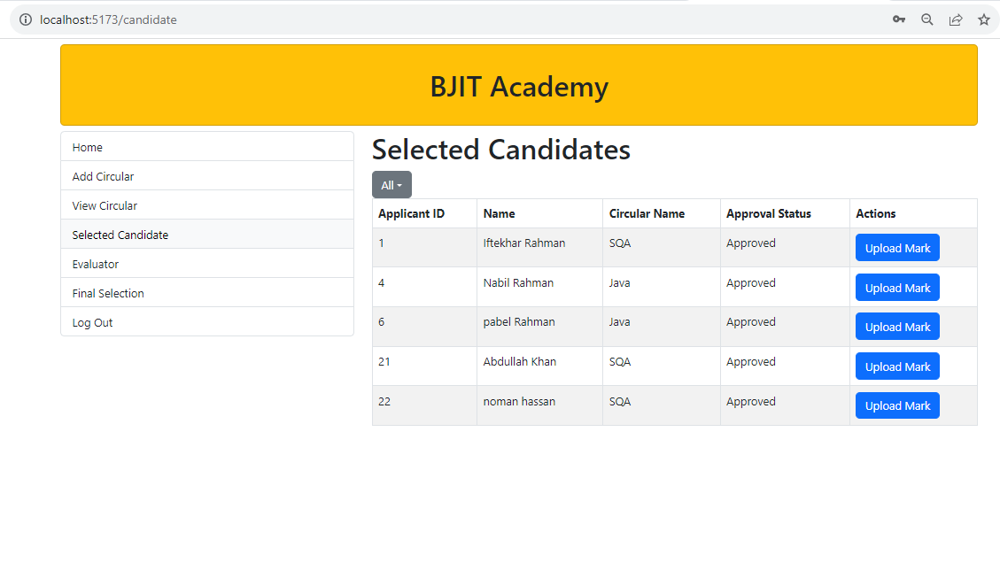 localhost:5173/candidate
BJIT Academy
Home
Add Circular
View Circular
Selected Candidate
Evaluator
Final Selection
Log Out
Selected Candidates
All
Applicant ID Name Circular Name Approval Status Actions
1 Iftekhar Rahman SQA Approved Upload Mark
4 Nabil Rahman Java Approved Upload Mark
6 pabel Rahman Java Approved Upload Mark
21 Abdullah Khan SQA Approved Upload Mark
22 noman hassan SQA Approved Upload Mark